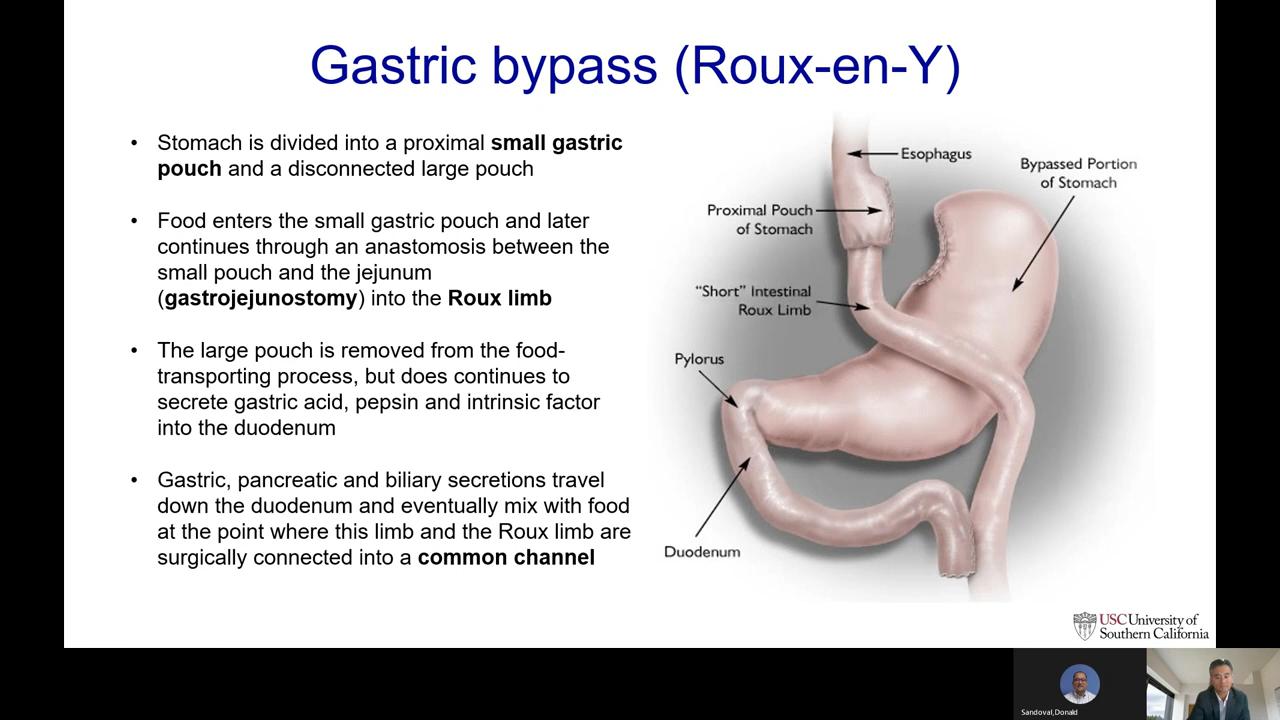 Gastric bypass (Roux-en-Y)
• Stomach is divided into a proximal small gastric
pouch and a disconnected large pouch
• Food enters the small gastric pouch and later
continues through an anastomosis between the
small pouch and the jejunum
(gastrojejunostomy) into the Roux limb
• The large pouch is removed from the food-
transporting process, but does continues to
secrete gastric acid, pepsin and intrinsic factor
into the duodenum
• Gastric, pancreatic and biliary secretions travel
down the duodenum and eventually mix with food
at the point where this limb and the Roux limb are
surgically connected into a common channel
Esophagus
Bypassed Portion
of Stomach
Proximal Pouch
of Stomach
“Short” Intestinal
Roux Limb
Pylorus
Duodenum
USC University of
Southern California
Sandoval,Donald